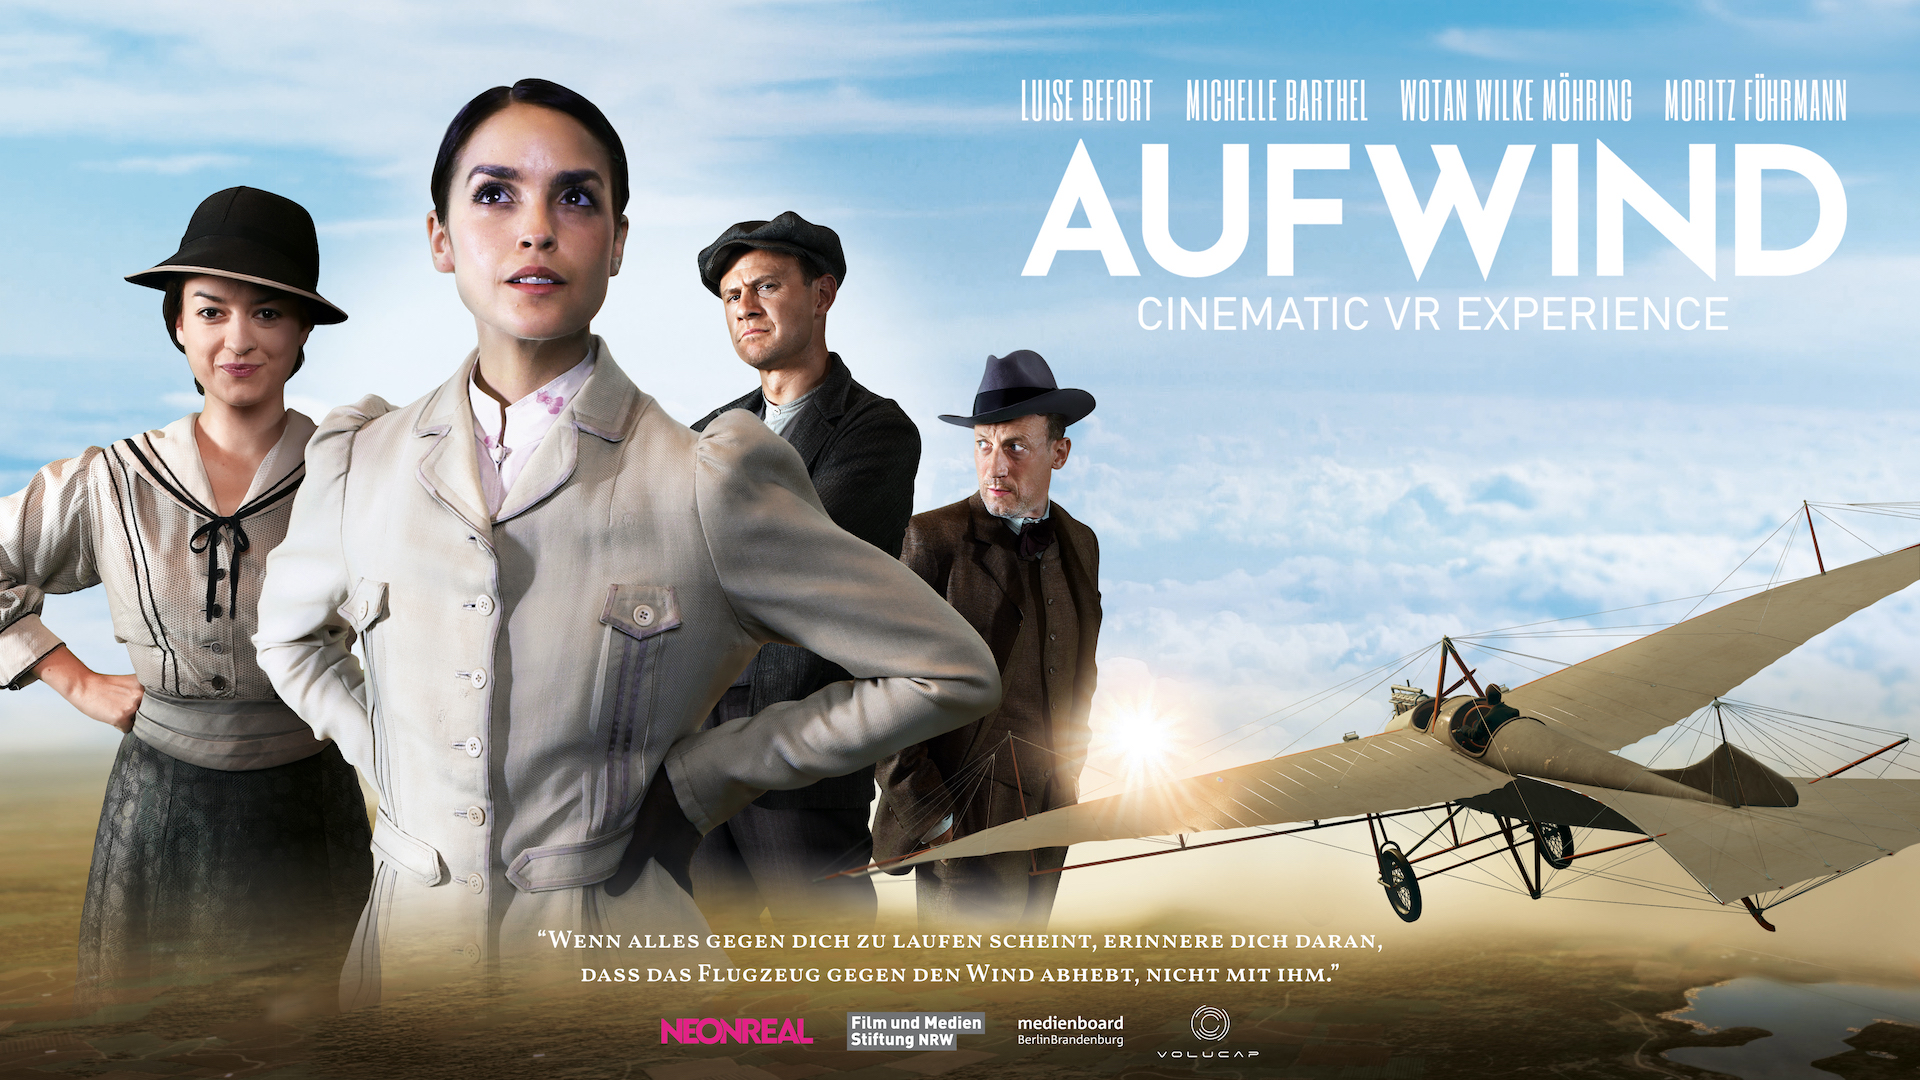 LUISE BEFORT MICHELLE BARTHEL WOTAN WILKE MÖHRING MORITZ FÜHRMANN
AUFWIND
CINEMATIC VR EXPERIENCE
“WENN ALLES GEGEN DICH ZU LAUFEN SCHEINT, ERINNERE DICH DARAN,
DASS DAS FLUGZEUG GEGEN DEN WIND ABHEBT, NICHT MIT IHM.”
NEONREAL
Film und Medien
Stiftung NRW
medienboard
BerlinBrandenburg
VOLUCAP